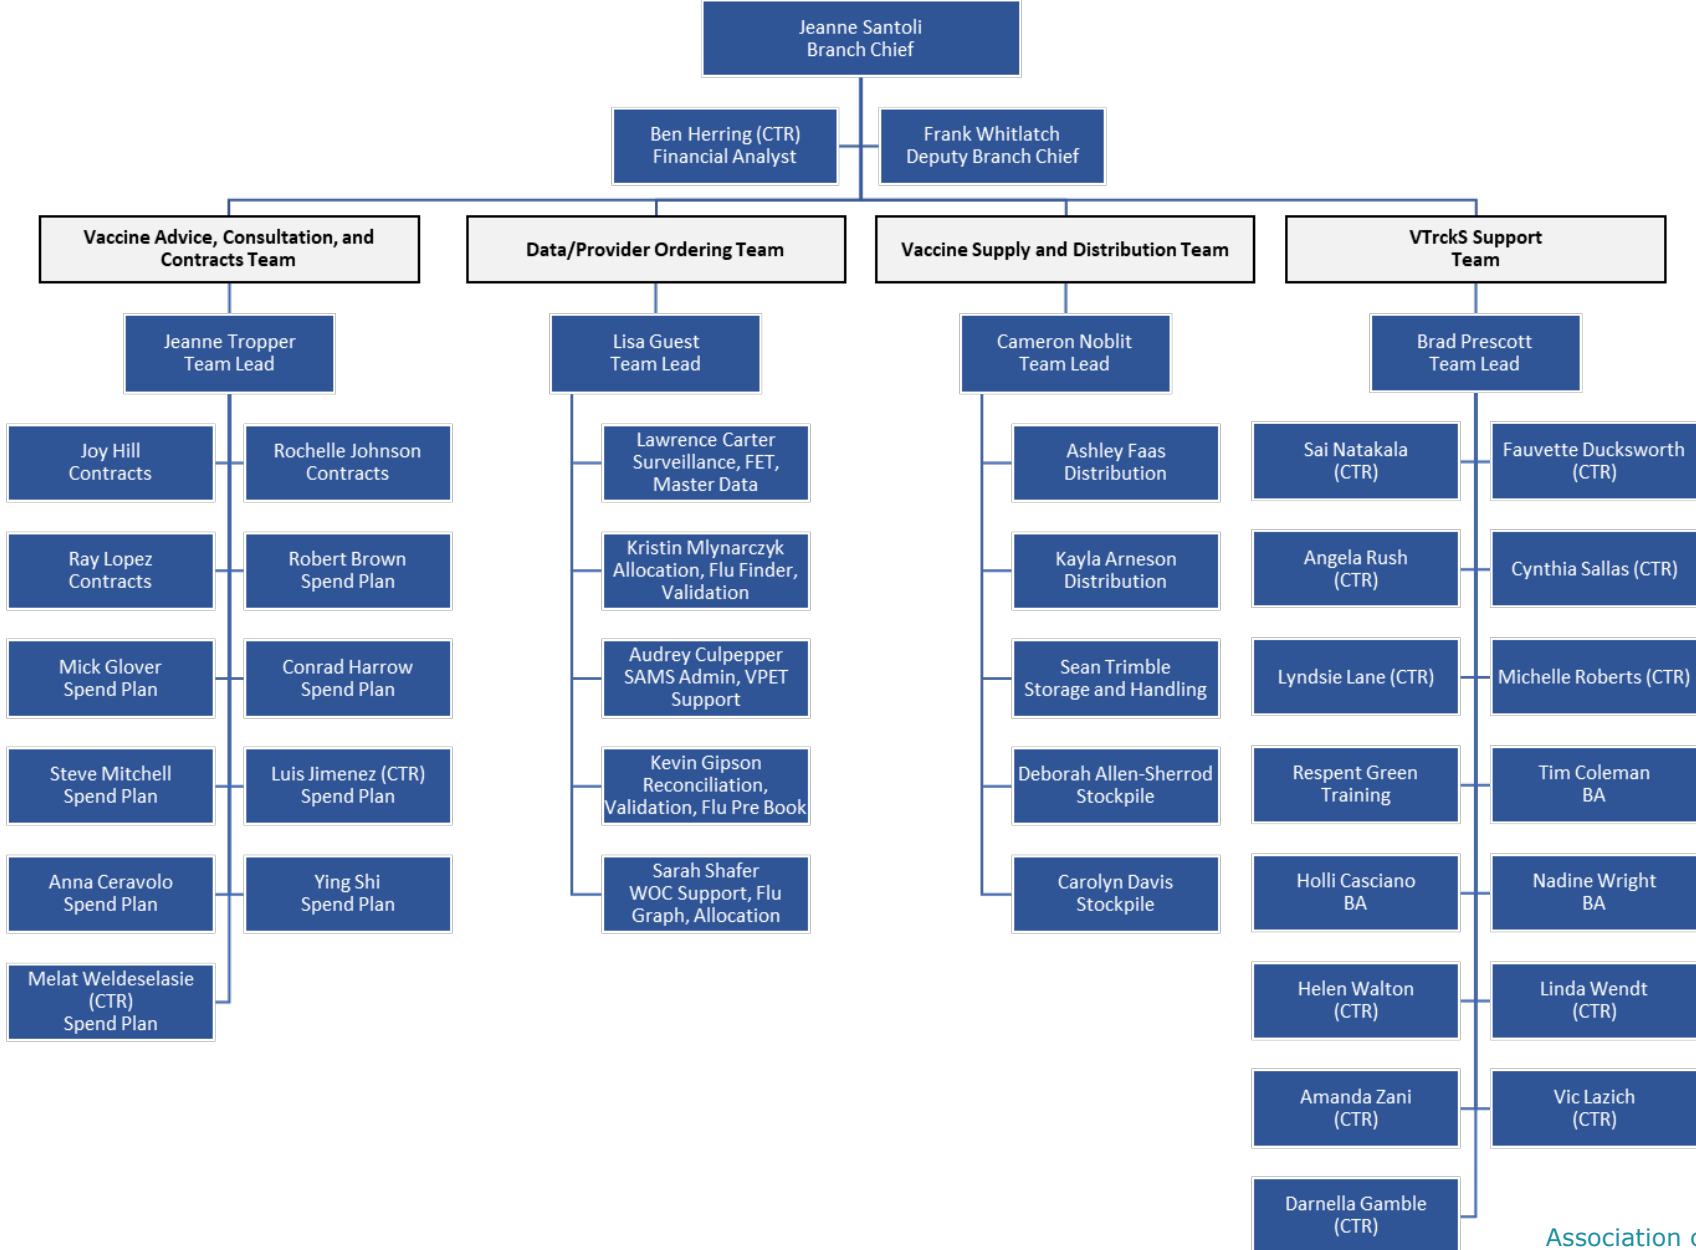 Jeanne Santoli
Branch Chief
Ben Herring (CTR)
Financial Analyst
Frank Whitlatch
Deputy Branch Chief
Vaccine Advice, Consultation, and
Contracts Team
Data/Provider Ordering Team
Vaccine Supply and Distribution Team
VTrckS Support
Team
Jeanne Tropper
Team Lead
Lisa Guest
Team Lead
Cameron Noblit
Team Lead
Brad Prescott
Team Lead
Joy Hill
Contracts
Rochelle Johnson
Contracts
Ray Lopez
Contracts
Robert Brown
Spend Plan
Mick Glover
Spend Plan
Conrad Harrow
Spend Plan
Steve Mitchell
Spend Plan
Luis Jimenez (CTR)
Spend Plan
Anna Ceravolo
Spend Plan
Ying Shi
Spend Plan
Melat Weldeselasie
(CTR)
Spend Plan
Lawrence Carter
Surveillance, FET,
Master Data
Kristin Mlynarczyk
Allocation, Flu Finder,
Validation
Audrey Culpepper
SAMS Admin, VPET
Support
Kevin Gipson
Reconciliation,
Validation, Flu Pre Book
Sarah Shafer
WOC Support, Flu
Graph, Allocation
Ashley Faas
Distribution
Kayla Arneson
Distribution
Sean Trimble
Storage and Handling
Deborah Allen-Sherrod
Stockpile
Carolyn Davis
Stockpile
Sai Natakala
(CTR)
Fauvette Ducksworth
(CTR)
Angela Rush
(CTR)
Cynthia Sallas (CTR)
Lyndsie Lane (CTR)
Michelle Roberts (CTR)
Respent Green
Training
Tim Coleman
BA
Holli Casciano
BA
Nadine Wright
BA
Helen Walton
(CTR)
Linda Wendt
(CTR)
Amanda Zani
(CTR)
Vic Lazich
(CTR)
Darnella Gamble
(CTR)
Association